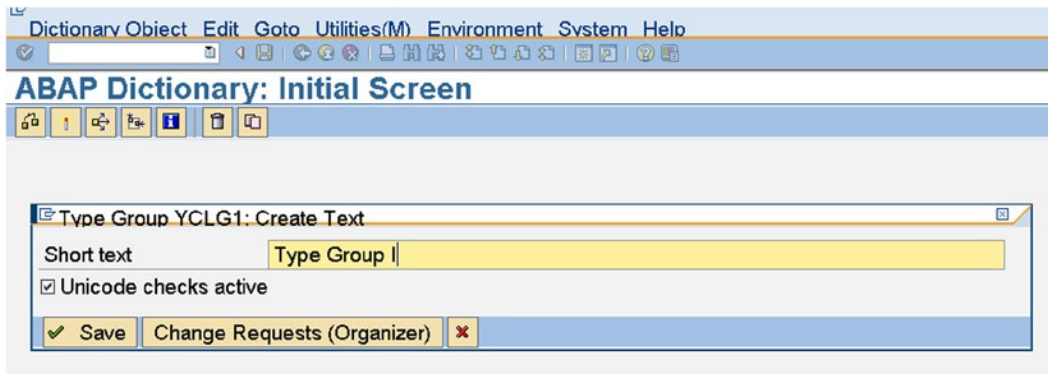 Dictionary Object Edit Goto Utilities(M) Environment System Help
ABAP Dictionary: Initial Screen
Type Group YCLG1: Create Text
Short text Type Group I
Unicode checks active
Save Change Requests (Organizer)